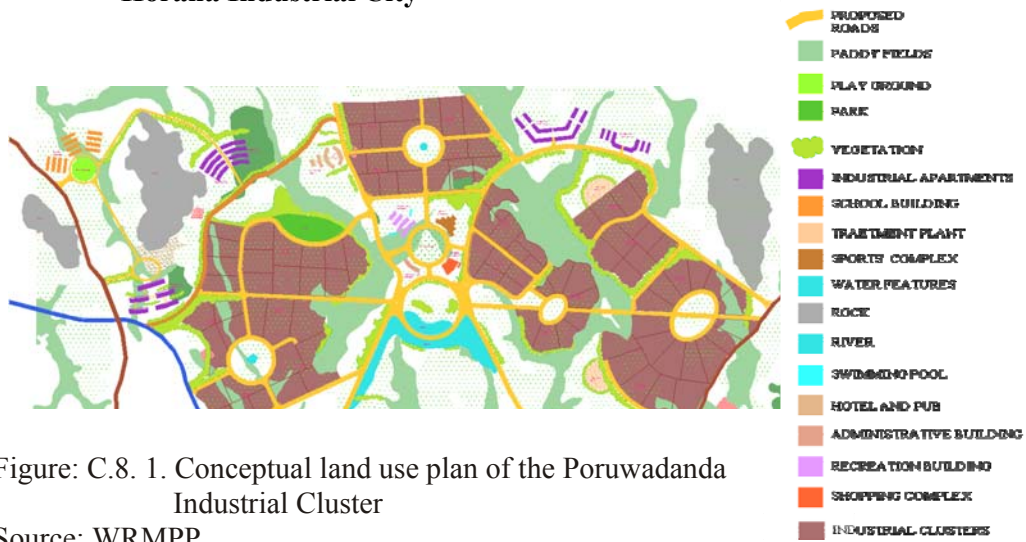 Horana Industrial City
PROPOSED
ROADS
PADDY FIELDS
PLAY GROUND
PARK
VEGETATION
INDUSTRIAL APARTMENTS
SCHOOL BUILDING
TRAETMENT PLANT
SPORTS COMPLEX
WATER FEATURES
ROCK
RIVER
SWIMMING POOL
HOTEL AND PUB
ADMINISTRATIVE BUILDING
RECREATION BUILDING
SHOPPING COMPLEX
INDUSTRIAL CLUSTERS
Figure: C.8. 1. Conceptual land use plan of the Poruwadanda
Industrial Cluster
Source: WRMPP